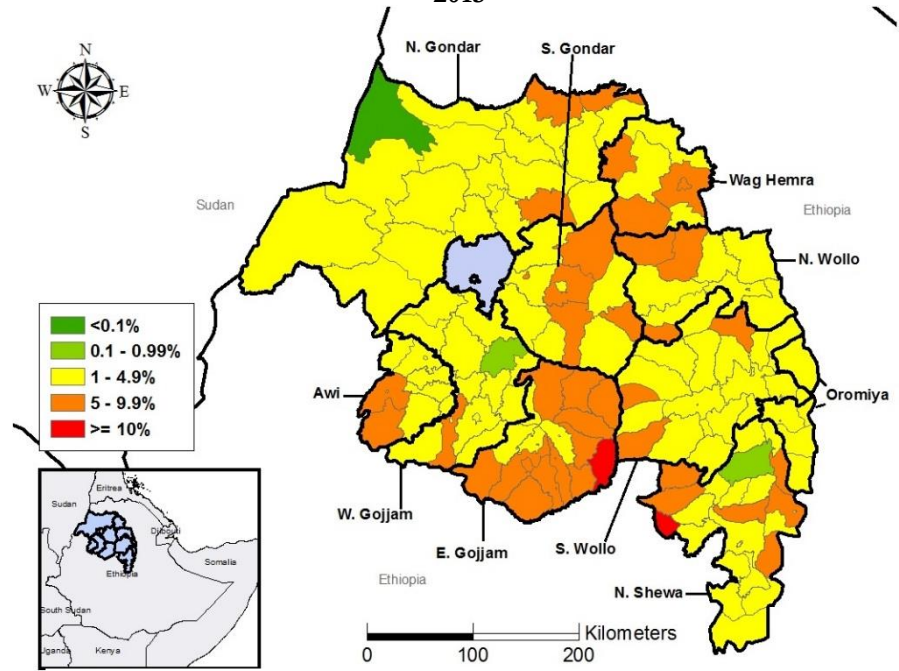 2015
N. Gondar
S. Gondar
N
W
E
S
Wag Hemra
Sudan
Ethiopia
N. Wollo
<0.1%
0.1 - 0.99%
1 - 4.9%
5 - 9.9%
>= 10%
Awi
Oromiya
W. Gojjam
E. Gojjam
S. Wollo
N. Shewa
Ethiopia
Kilometers
0
100
200
Sudan
Eritrea
Djibouti
Somalia
Ethiopia
South Sudan
Uganda
Kenya